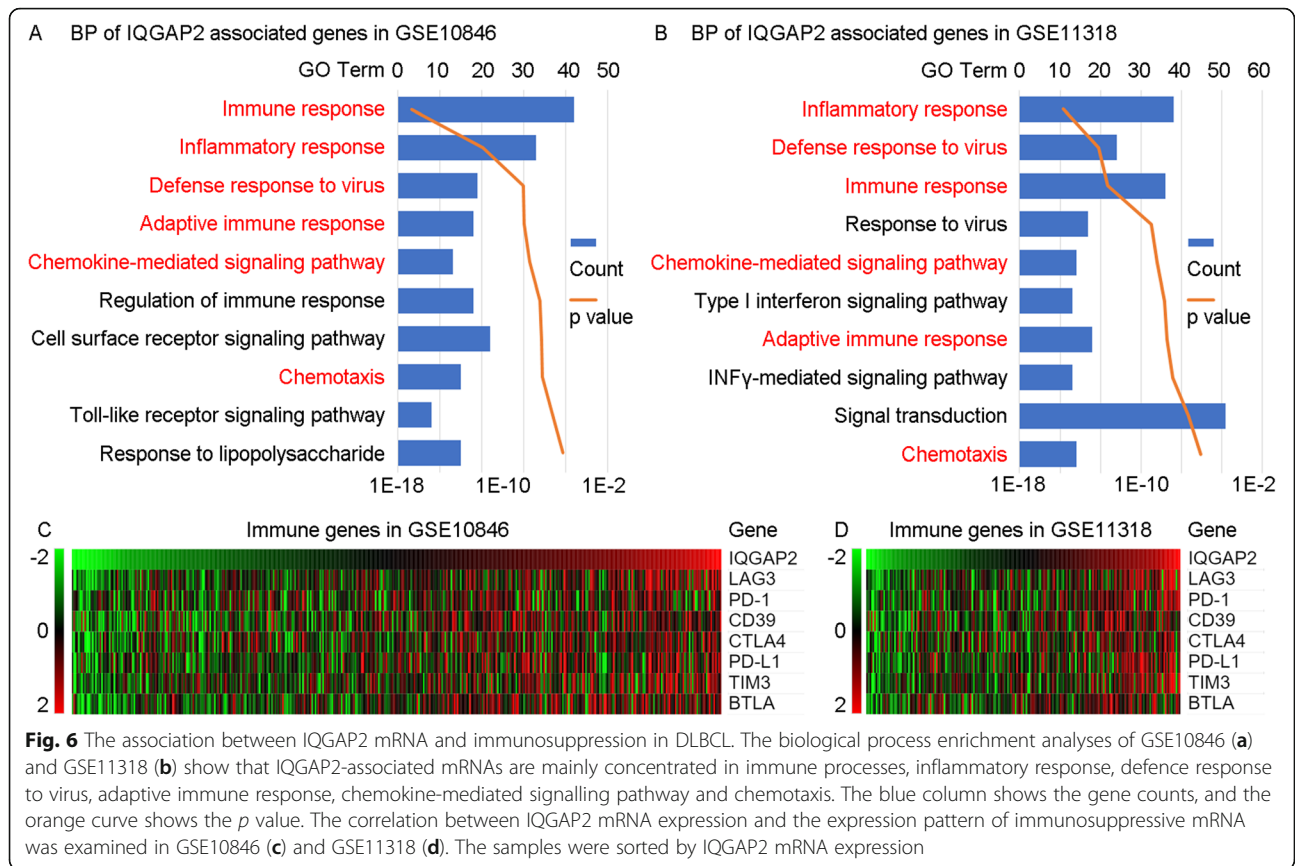 A BP of IQGAP2 associated genes in GSE10846
GO Term 0 10 20 30 40 50
Immune response
Inflammatory response
Defense response to virus
Adaptive immune response
Chemokine-mediated signaling pathway
Regulation of immune response
Cell surface receptor signaling pathway
Chemotaxis
Toll-like receptor signaling pathway
Response to lipopolysaccharide
Count
p value
1E-18 1E-10 1E-2
B BP of IQGAP2 associated genes in GSE11318
GO Term 0 10 20 30 40 50 60
Inflammatory response
Defense response to virus
Immune response
Response to virus
Chemokine-mediated signaling pathway
Type I interferon signaling pathway
Adaptive immune response
INFγ-mediated signaling pathway
Signal transduction
Chemotaxis
Count
p value
1E-18 1E-10 1E-2
C Immune genes in GSE10846 Gene
-2
0
2
IQGAP2
LAG3
PD-1
CD39
CTLA4
PD-L1
TIM3
BTLA
D Immune genes in GSE11318 Gene
-2
0
2
IQGAP2
LAG3
PD-1
CD39
CTLA4
PD-L1
TIM3
BTLA
Fig. 6 The association between IQGAP2 mRNA and immunosuppression in DLBCL. The biological process enrichment analyses of GSE10846 (a)
and GSE11318 (b) show that IQGAP2-associated mRNAs are mainly concentrated in immune processes, inflammatory response, defence response
to virus, adaptive immune response, chemokine-mediated signalling pathway and chemotaxis. The blue column shows the gene counts, and the
orange curve shows the p value. The correlation between IQGAP2 mRNA expression and the expression pattern of immunosuppressive mRNA
was examined in GSE10846 (c) and GSE11318 (d). The samples were sorted by IQGAP2 mRNA expression